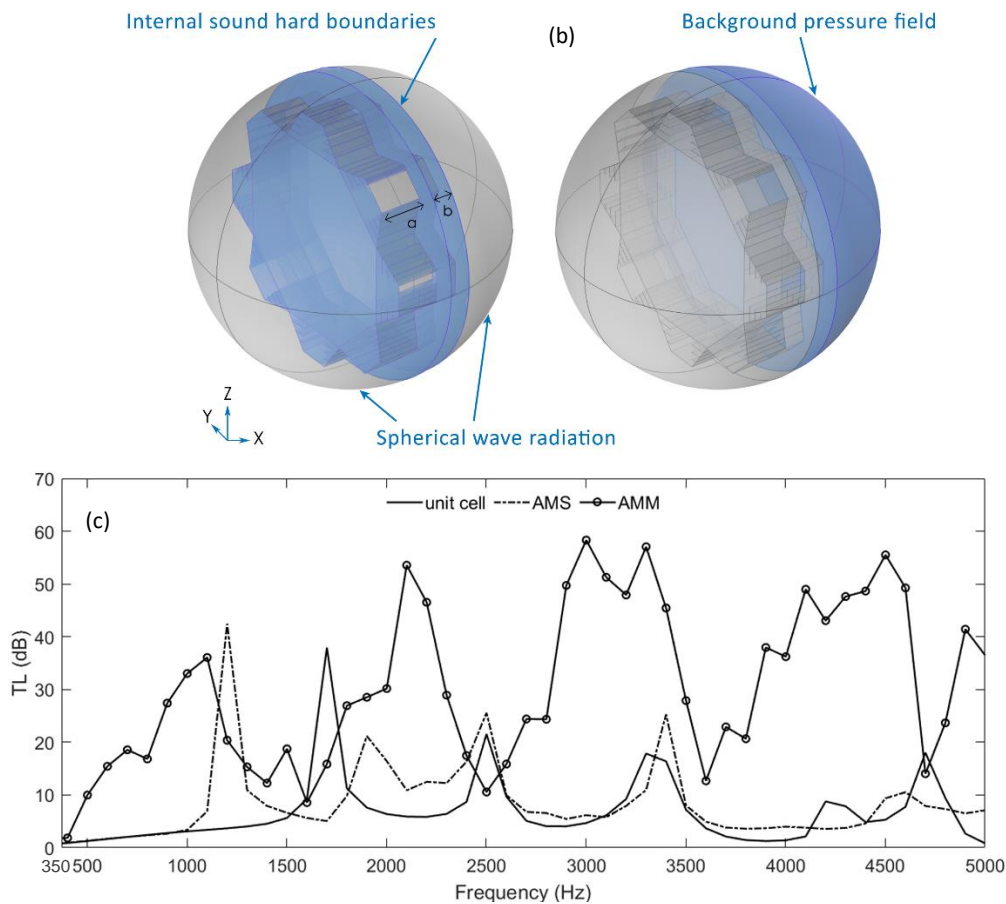 Internal sound hard boundaries
(b)
Background pressure field
a
b
Z
Y
X
Spherical wave radiation
(c)
unit cell
AMS
AMM
TL (dB)
70
60
50
40
30
20
10
0
350 500 1000 1500 2000 2500 3000 3500 4000 4500 5000
Frequency (Hz)